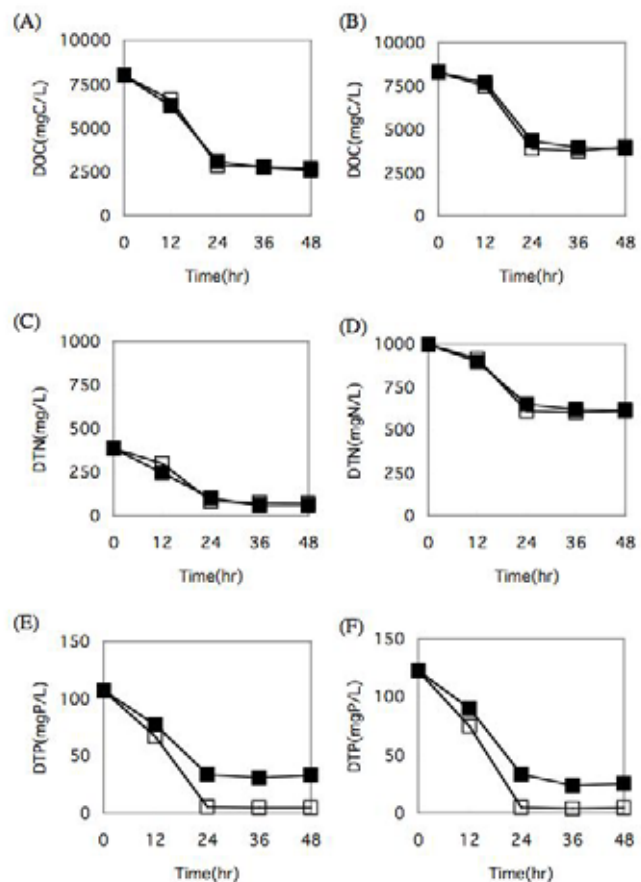 (A)
10000
7500
5000
2500
0
DOC(mgC/L)
0 12 24 36 48
Time(hr)
(B)
10000
7500
5000
2500
0
DOC(mgC/L)
0 12 24 36 48
Time(hr)
(C)
1000
750
500
250
0
DTN(mg/L)
0 12 24 36 48
Time(hr)
(D)
1000
750
500
250
0
DTN(mgN/L)
0 12 24 36 48
Time(hr)
(E)
150
100
50
0
DTP(mgP/L)
0 12 24 36 48
Time(hr)
(F)
150
100
50
0
DTP(mgP/L)
0 12 24 36 48
Time(hr)